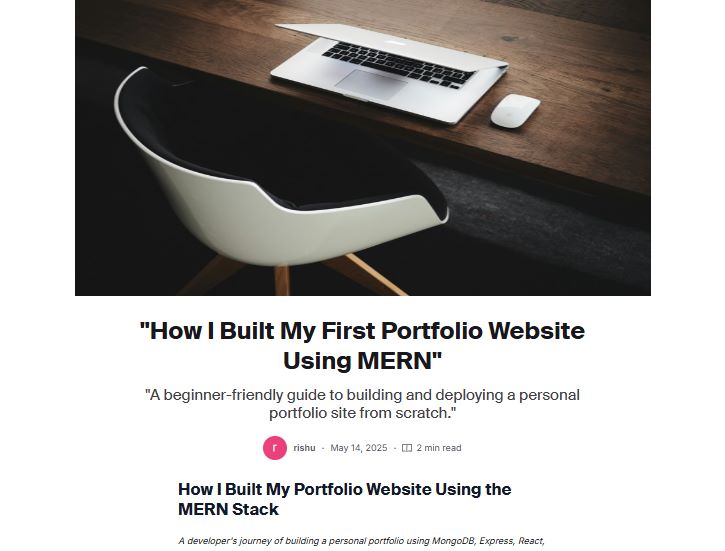 "How I Built My First Portfolio Website
Using MERN"
"A beginner-friendly guide to building and deploying a personal
portfolio site from scratch."
r rishu · May 14, 2025 · 2 min read
How I Built My Portfolio Website Using the
MERN Stack
A developer's journey of building a personal portfolio using MongoDB, Express, React,